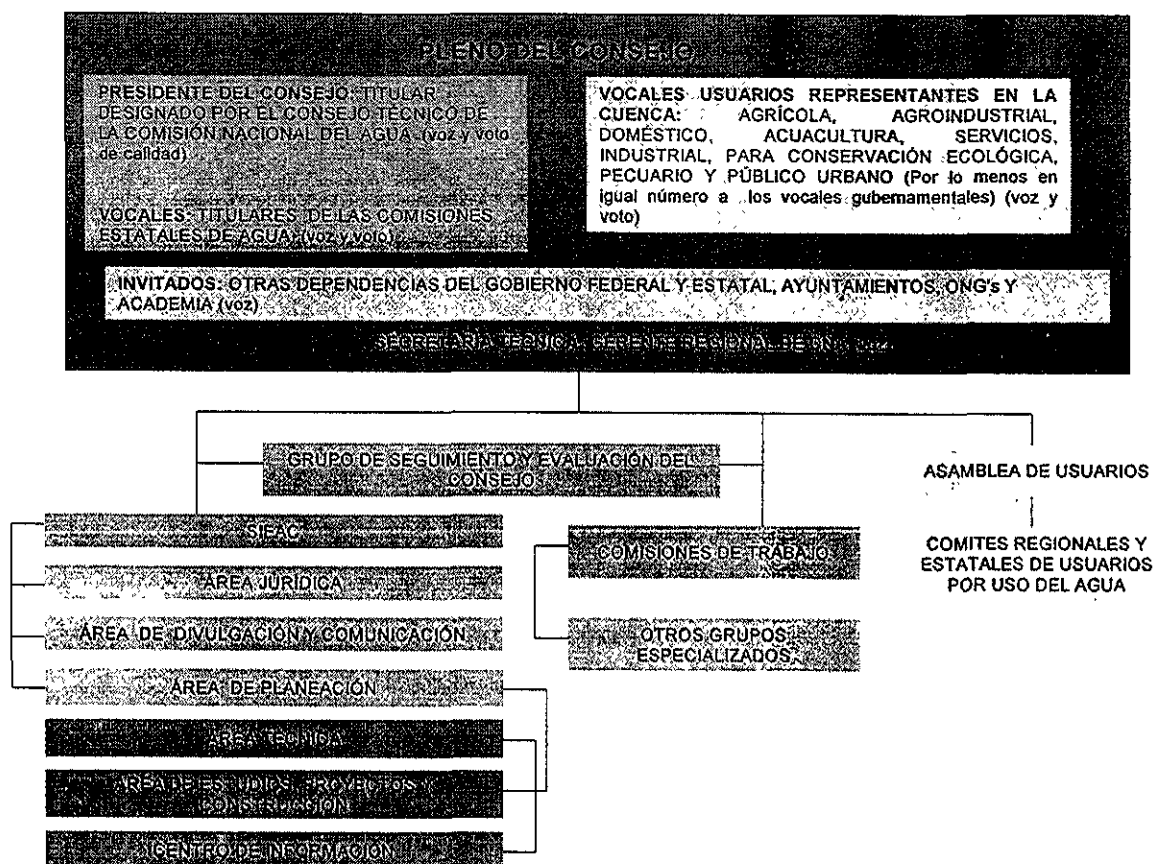 PLENO DEL CONSEJO
PRESIDENTE DEL CONSEJO: TITULAR
DESIGNADO POR EL CONSEJO TÉCNICO DE
LA COMISIÓN NACIONAL DEL AGUA (voz y voto
de calidad)
VOCALES: TITULARES DE LAS COMISIONES
ESTATALES DE AGUA (voz y voto)
VOCALES USUARIOS REPRESENTANTES EN LA
CUENCA: AGRÍCOLA, AGROINDUSTRIAL,
DOMÉSTICO, ACUACULTURA, SERVICIOS,
INDUSTRIAL, PARA CONSERVACIÓN ECOLÓGICA,
PECUARIO Y PÚBLICO URBANO (Por lo menos en
igual número a los vocales gubernamentales) (voz y
voto)
INVITADOS: OTRAS DEPENDENCIAS DEL GOBIERNO FEDERAL Y ESTATAL, AYUNTAMIENTOS, ONG's Y
ACADEMIA (voz)
SECRETARÍA TÉCNICA: GERENTE REGIONAL DE
GRUPO DE SEGUIMIENTO Y EVALUACIÓN DEL
CONSEJO
ASAMBLEA DE USUARIOS
SIFAC
ÁREA JURÍDICA
ÁREA DE DIVULGACIÓN Y COMUNICACIÓN
ÁREA DE PLANEACIÓN
ÁREA TÉCNICA
ÁREA DE ESTUDIOS, PROYECTOS Y
CONSTRUCCIÓN
CENTRO DE INFORMACIÓN
COMISIONES DE TRABAJO
OTROS GRUPOS
ESPECIALIZADOS
COMITES REGIONALES Y
ESTATALES DE USUARIOS
POR USO DEL AGUA